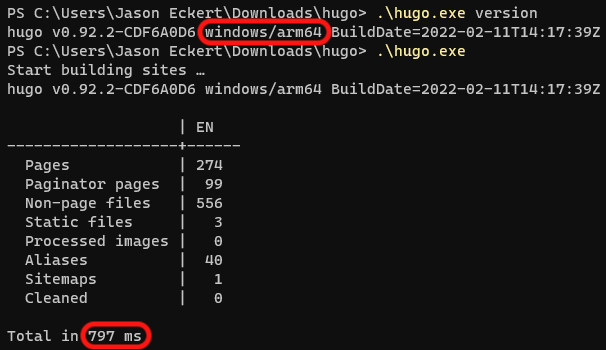 PS C:\Users\Jason Eckert\Downloads\hugo> .\hugo.exe version
hugo v0.92.2-CDF6A0D6 windows/arm64 BuildDate=2022-02-11T14:17:39Z
PS C:\Users\Jason Eckert\Downloads\hugo> .\hugo.exe
Start building sites …
hugo v0.92.2-CDF6A0D6 windows/arm64 BuildDate=2022-02-11T14:17:39Z
| EN
-------------------+------
Pages | 274
Paginator pages | 99
Non-page files | 556
Static files | 3
Processed images | 0
Aliases | 40
Sitemaps | 1
Cleaned | 0
Total in 797 ms